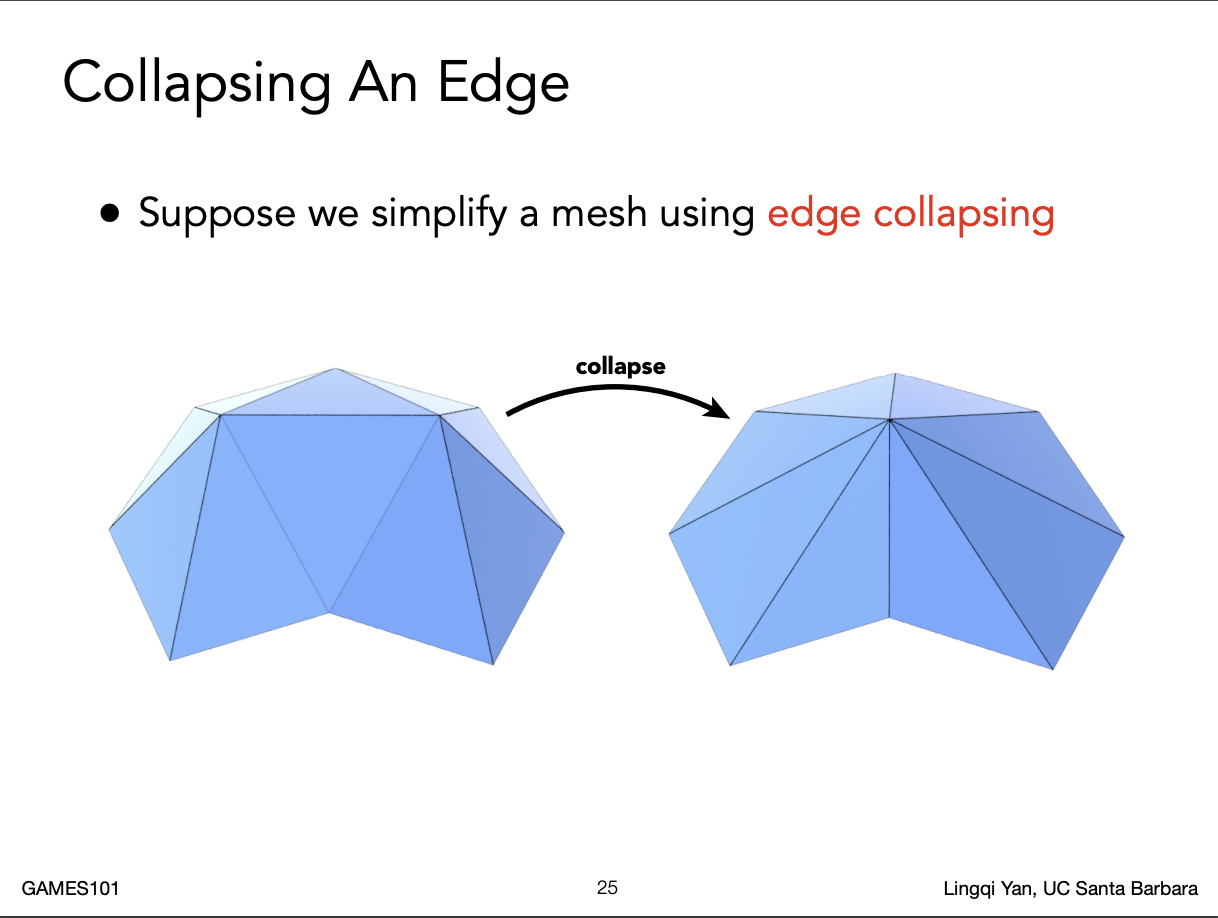 Collapsing An Edge
• Suppose we simplify a mesh using edge collapsing
collapse
GAMES101
25
Lingqi Yan, UC Santa Barbara